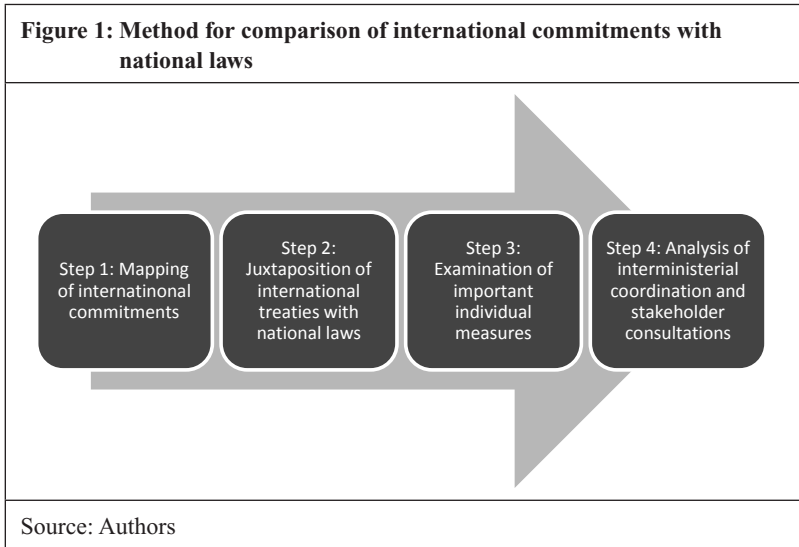 Figure 1: Method for comparison of international commitments with
national laws
Step 1: Mapping
of internatinonal
commitments
Step 2:
Juxtaposition of
international
treaties with
national laws
Step 3:
Examination of
important
individual
measures
Step 4: Analysis of
interministerial
coordination and
stakeholder
consultations
Source: Authors